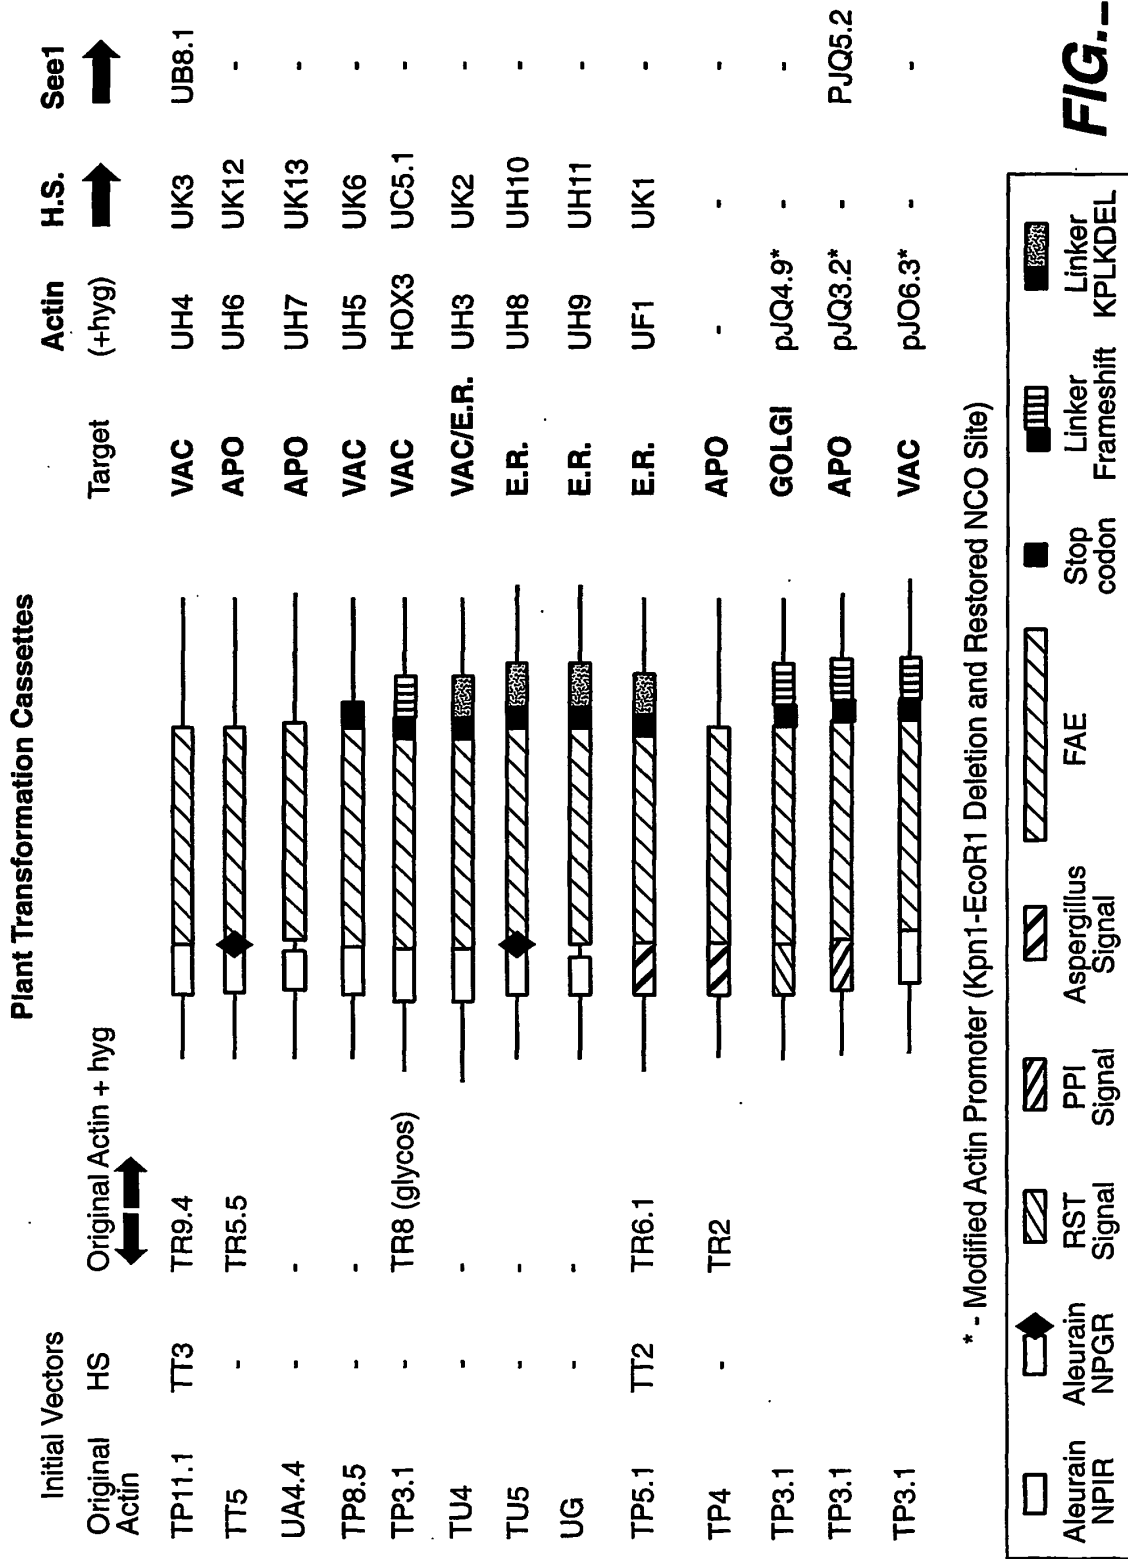 Plant Transformation Cassettes
Initial Vectors
Original Actin HS Original Actin + hyg Target Actin (+hyg) H.S. See1
TP11.1 TT3 TR9.4 VAC UH4 UK3 UB8.1
TT5 - TR5.5 APO UH6 UK12 -
UA4.4 - - APO UH7 UK13 -
TP8.5 - - VAC UH5 UK6 -
TP3.1 - TR8 (glycos) VAC HOX3 UC5.1 -
TU4 - - VAC/E.R. UH3 UK2 -
TU5 - - E.R. UH8 UH10 -
UG - - E.R. UH9 UH11 -
TP5.1 TT2 TR6.1 E.R. UF1 UK1 -
TP4 - TR2 APO - - -
TP3.1 GOLGI pJQ4.9* - -
TP3.1 APO pJQ3.2* - PJQ5.2
TP3.1 VAC pJO6.3* - -
* - Modified Actin Promoter (Kpn1-EcoR1 Deletion and Restored NCO Site)
Aleurain NPIR
Aleurain NPGR
RST Signal
PPI Signal
Aspergillus Signal
FAE
Stop codon
Linker Frameshift
Linker KPLKDEL
FIG._